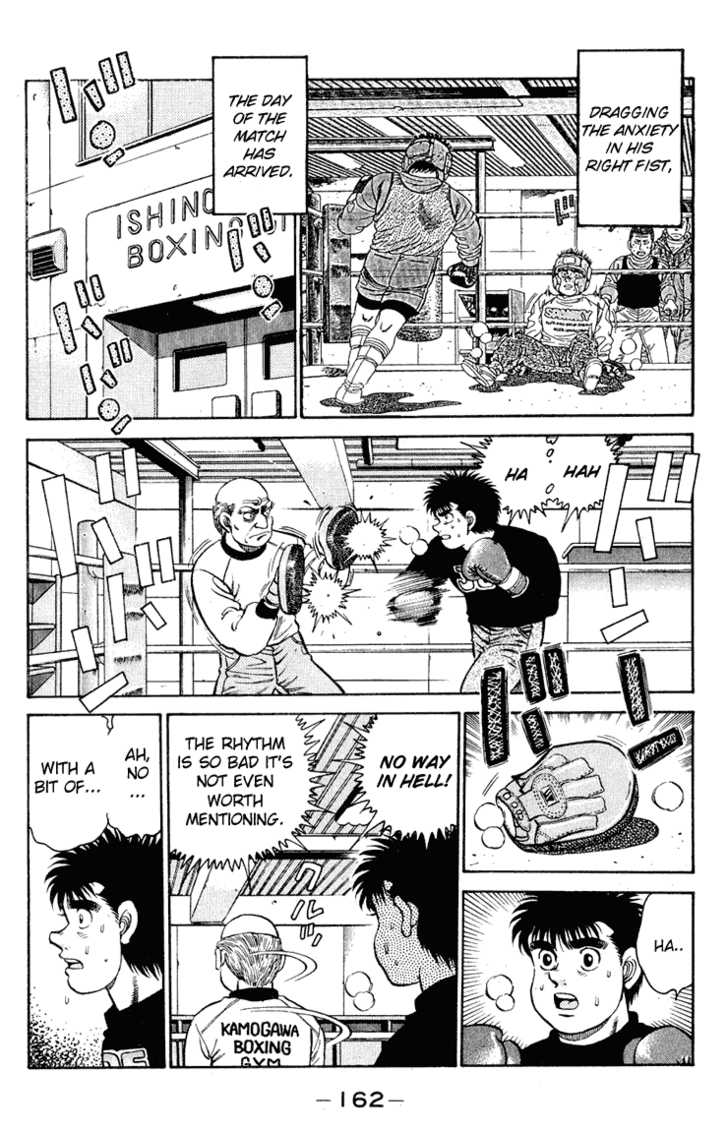 DRAGGING
THE ANXIETY
IN HIS
RIGHT FIST,
THE DAY
OF THE
MATCH
HAS
ARRIVED.
ISHINO
BOXING
HAH
HA
HA..
NO WAY
IN HELL!
THE RHYTHM
IS SO BAD IT'S
NOT EVEN
WORTH
MENTIONING.
KAMOGAWA
BOXING
GYM
AH,
NO
...
WITH A
BIT OF...
-162-